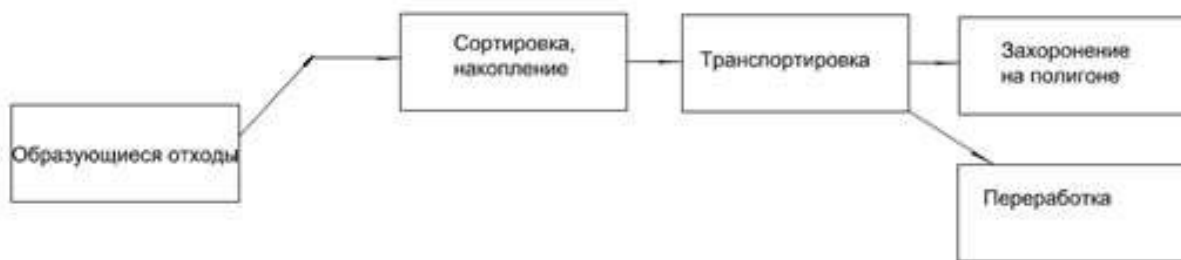 Образующиеся отходы
Сортировка,
накопление
Транспортировка
Захоронение
на полигоне
Переработка